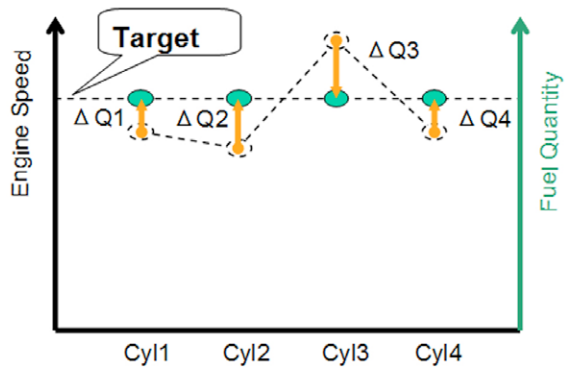 Target
Engine Speed
Δ Q1
Δ Q2
Δ Q3
Δ Q4
Fuel Quantity
Cyl1 Cyl2 Cyl3 Cyl4